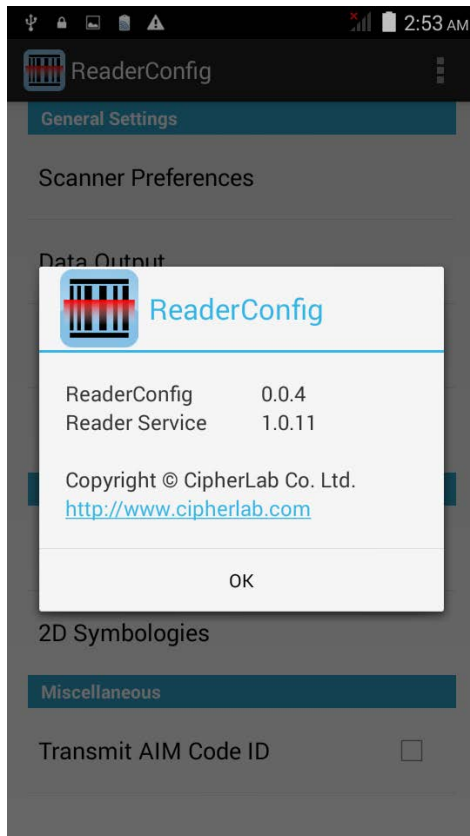 2:53 AM
ReaderConfig
General Settings
Scanner Preferences
Data Output
ReaderConfig
ReaderConfig 0.0.4
Reader Service 1.0.11
Copyright © CipherLab Co. Ltd.
http://www.cipherlab.com
OK
2D Symbologies
Miscellaneous
Transmit AIM Code ID